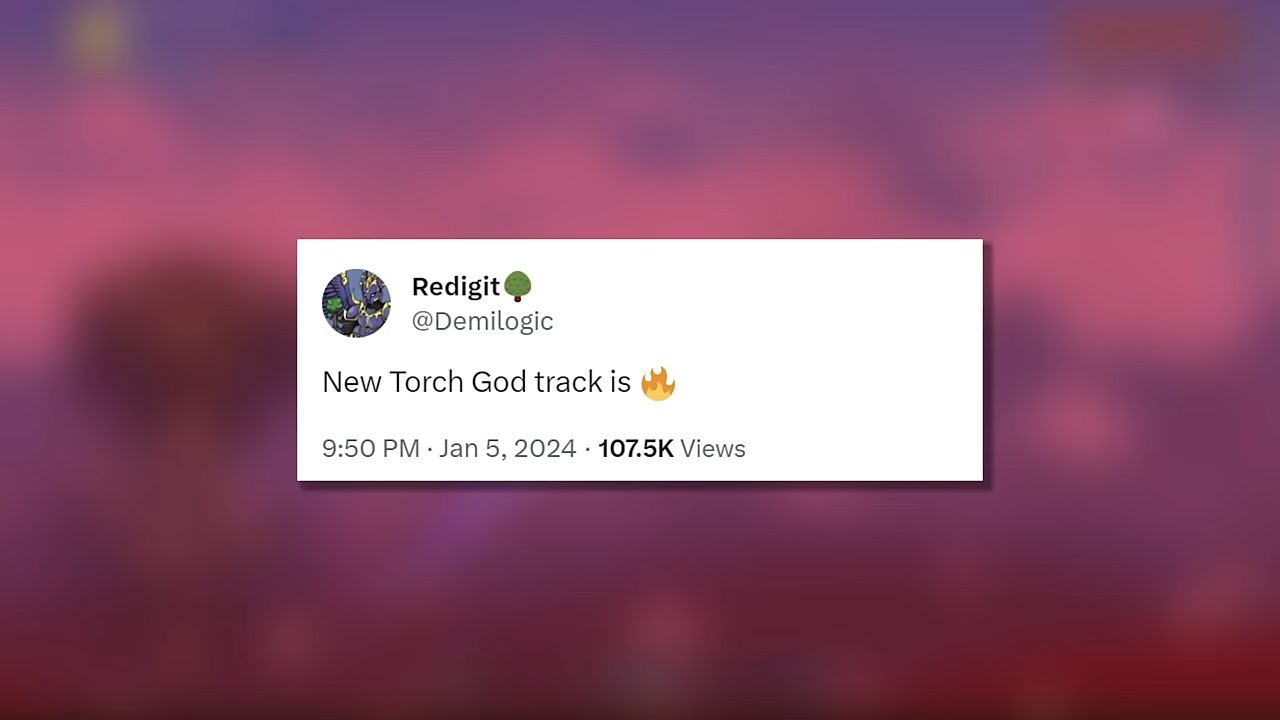 Redigit🌳
@Demilogic
New Torch God track is 🔥
9:50 PM · Jan 5, 2024 · 107.5K Views